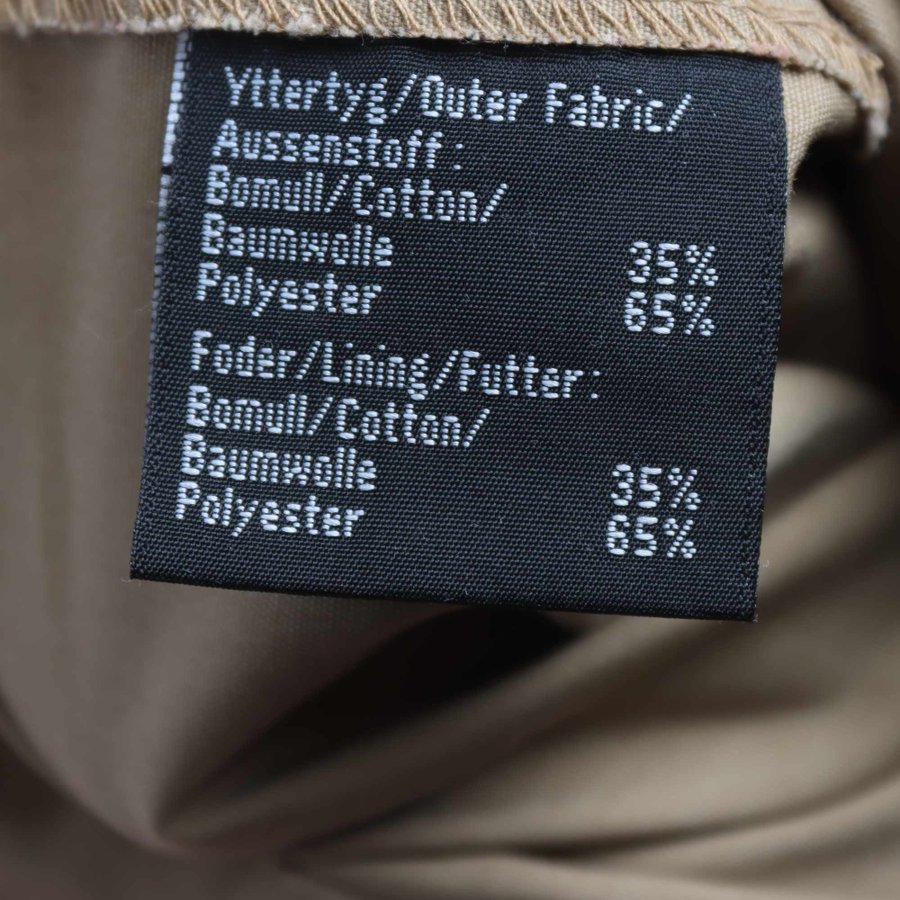 Yttertyg/Outer Fabric/
Aussenstoff:
Bomull/Cotton/
Baumwolle 35%
Polyester 65%
Foder/Lining/Futter:
Bomull/Cotton/
Baumwolle 35%
Polyester 65%